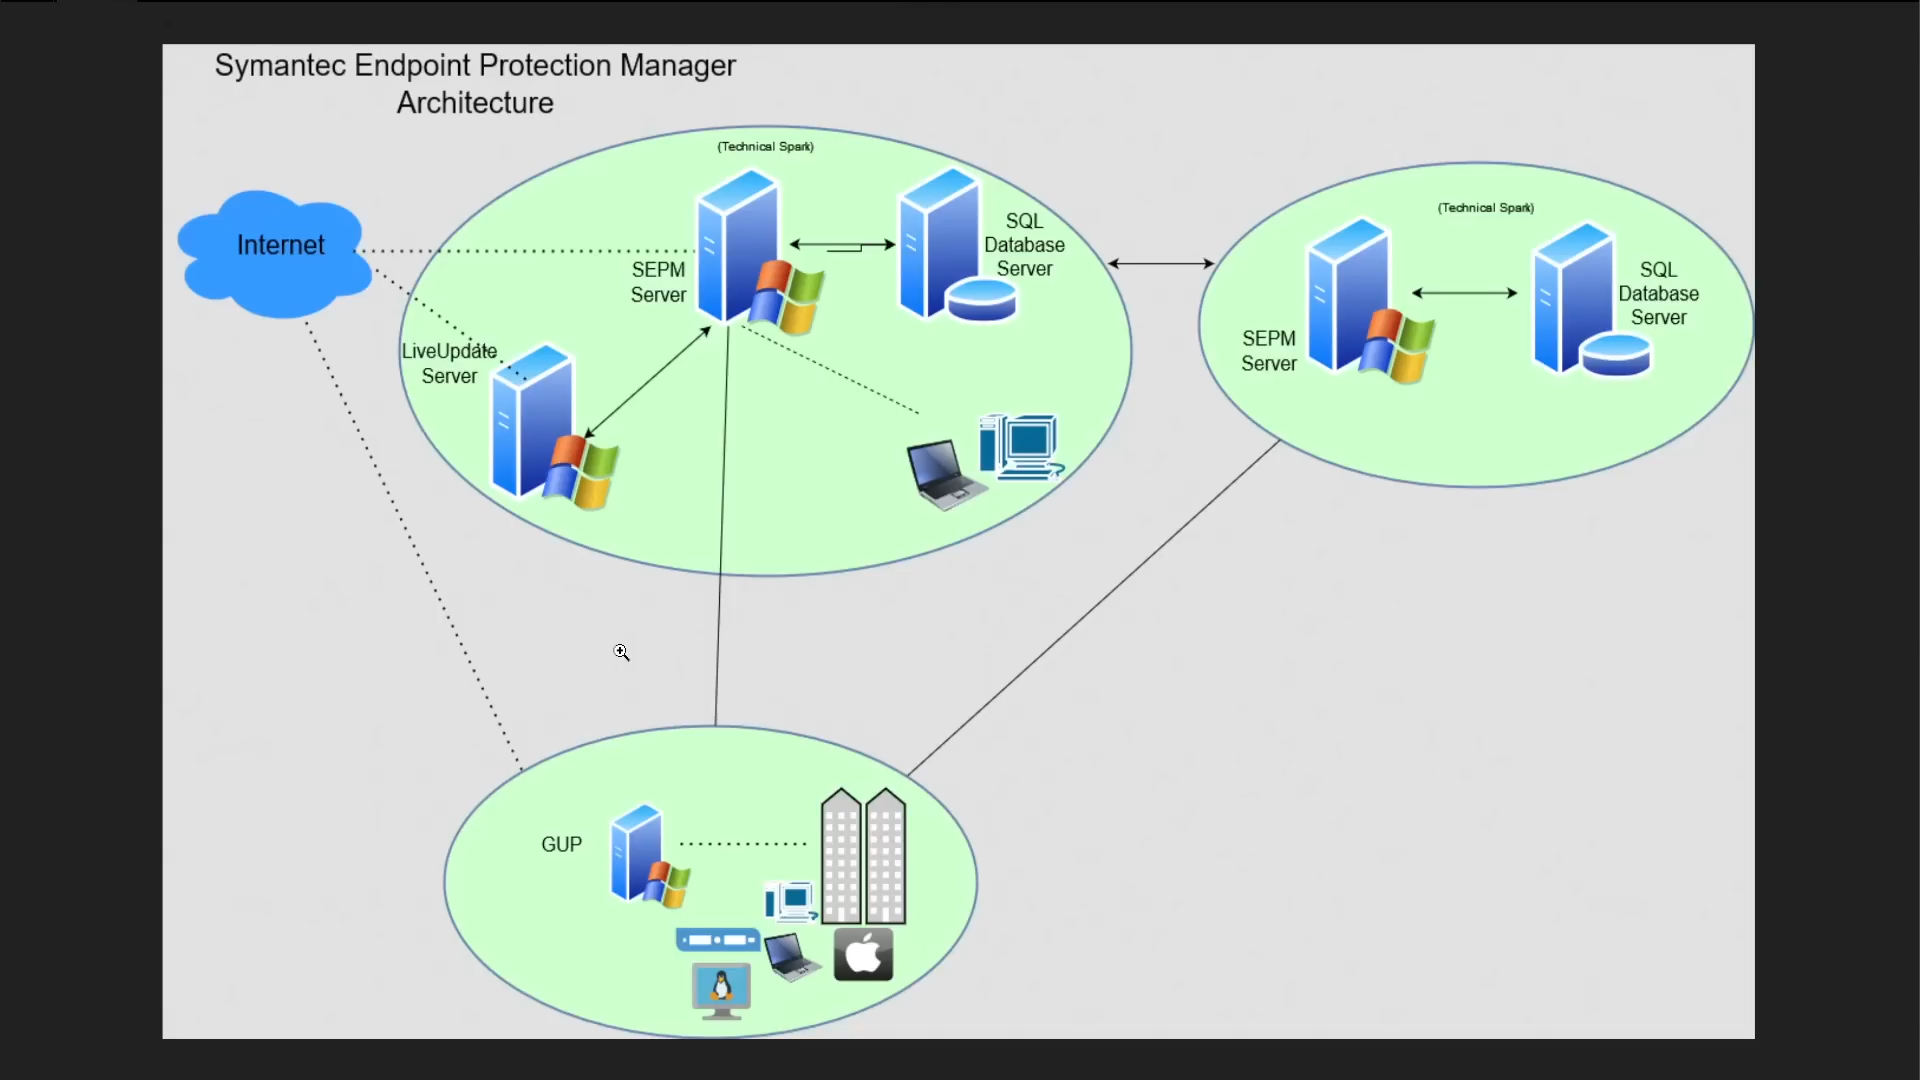 Symantec Endpoint Protection Manager
Architecture
(Technical Spark)
Internet
SEPM
Server
SQL
Database
Server
LiveUpdate
Server
(Technical Spark)
SEPM
Server
SQL
Database
Server
GUP